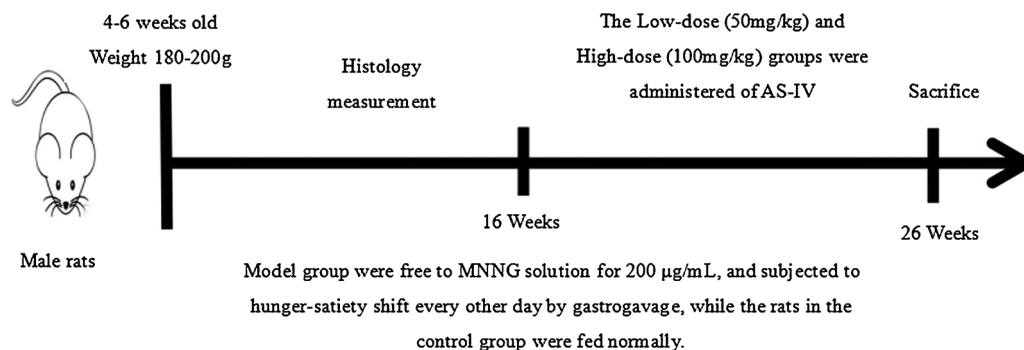 4-6 weeks old
Weight 180-200g
Histology
measurement
The Low-dose (50mg/kg) and
High-dose (100mg/kg) groups were
administered of AS-IV
Sacrifice
16 Weeks
26 Weeks
Male rats
Model group were free to MNNG solution for 200 μg/mL, and subjected to
hunger-satiety shift every other day by gastrogavage, while the rats in the
control group were fed normally.